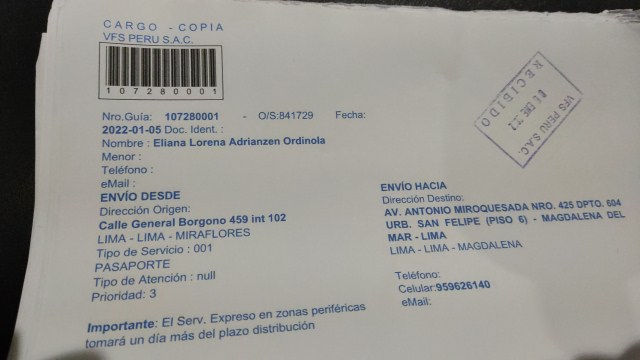 CARGO - COPIA
VFS PERU S.A.C.
107280001
Nro.Guía: 107280001 - O/S:841729 Fecha:
2022-01-05 Doc. Ident. :
Nombre : Eliana Lorena Adrianzen Ordinola
Menor :
Teléfono :
eMail :
ENVÍO DESDE
Dirección Origen:
Calle General Borgono 459 int 102
LIMA - LIMA - MIRAFLORES
Tipo de Servicio : 001
PASAPORTE
Tipo de Atención : null
Prioridad: 3
Importante: El Serv. Expreso en zonas periféricas
tomará un día más del plazo distribución
ENVÍO HACIA
Dirección Destino:
AV. ANTONIO MIROQUESADA NRO. 425 DPTO. 604
URB. SAN FELIPE (PISO 6) - MAGDALENA DEL
MAR - LIMA
LIMA - LIMA - MAGDALENA
Teléfono:
Celular:959626140
eMail:
VFS PERU S.A.C.
RECIBIDO